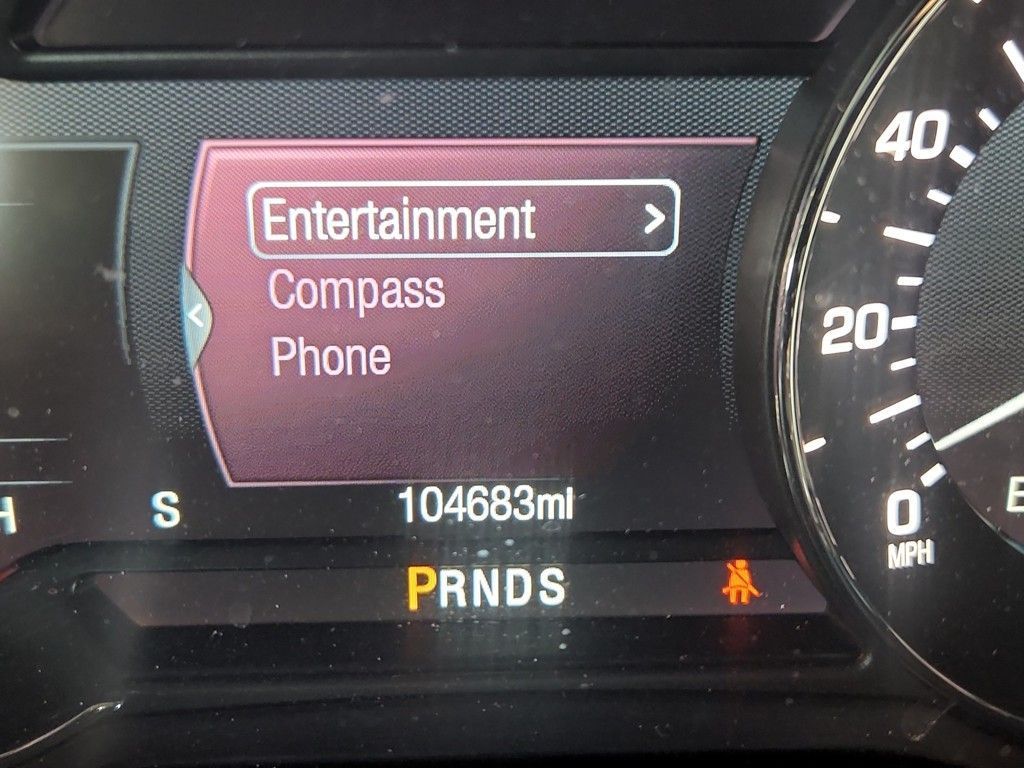 Entertainment >
Compass
<
Phone
H
S
104683mi
PRNDS
40
20
0
MPH
E